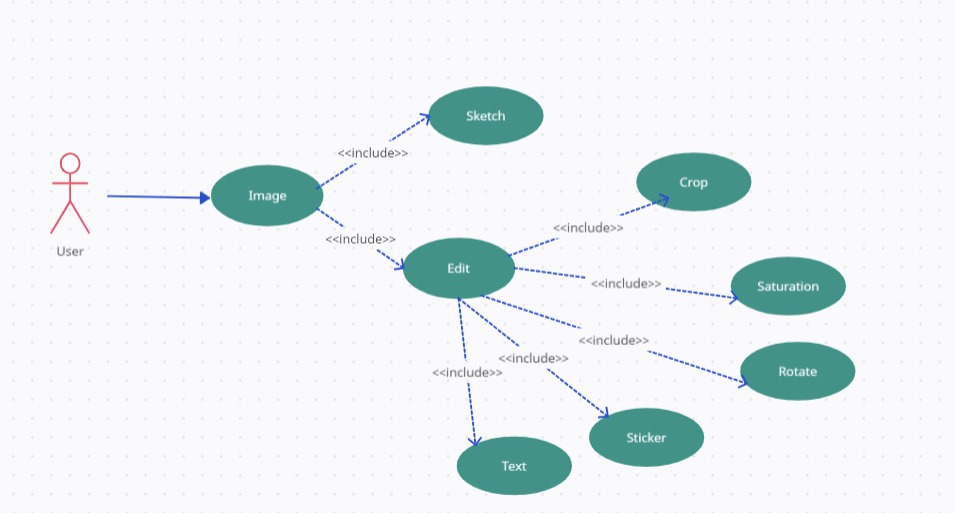 Sketch
<<include>>
Crop
Image
<<include>>
<<include>>
User
Edit
<<include>>
Saturation
<<include>>
<<include>>
<<include>>
Rotate
Sticker
Text